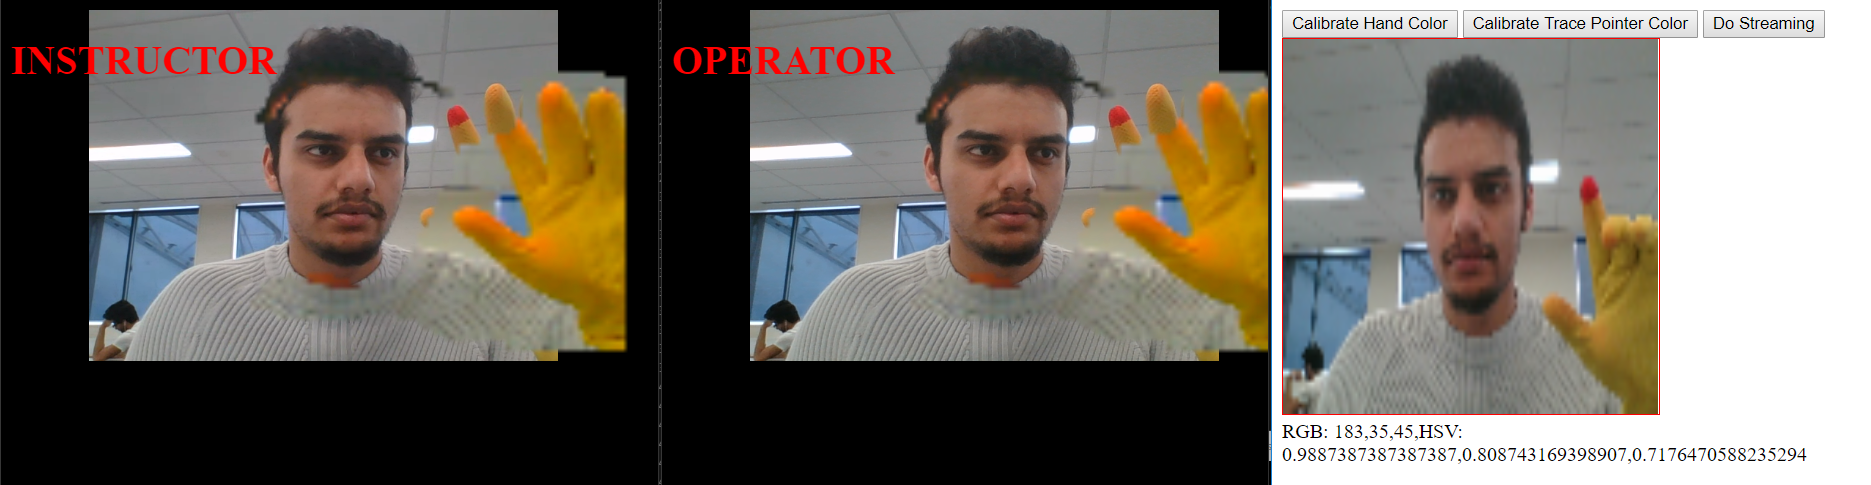 INSTRUCTOR
OPERATOR
Calibrate Hand Color Calibrate Trace Pointer Color Do Streaming
RGB: 183,35,45,HSV:
0.9887387387387387,0.808743169398907,0.7176470588235294